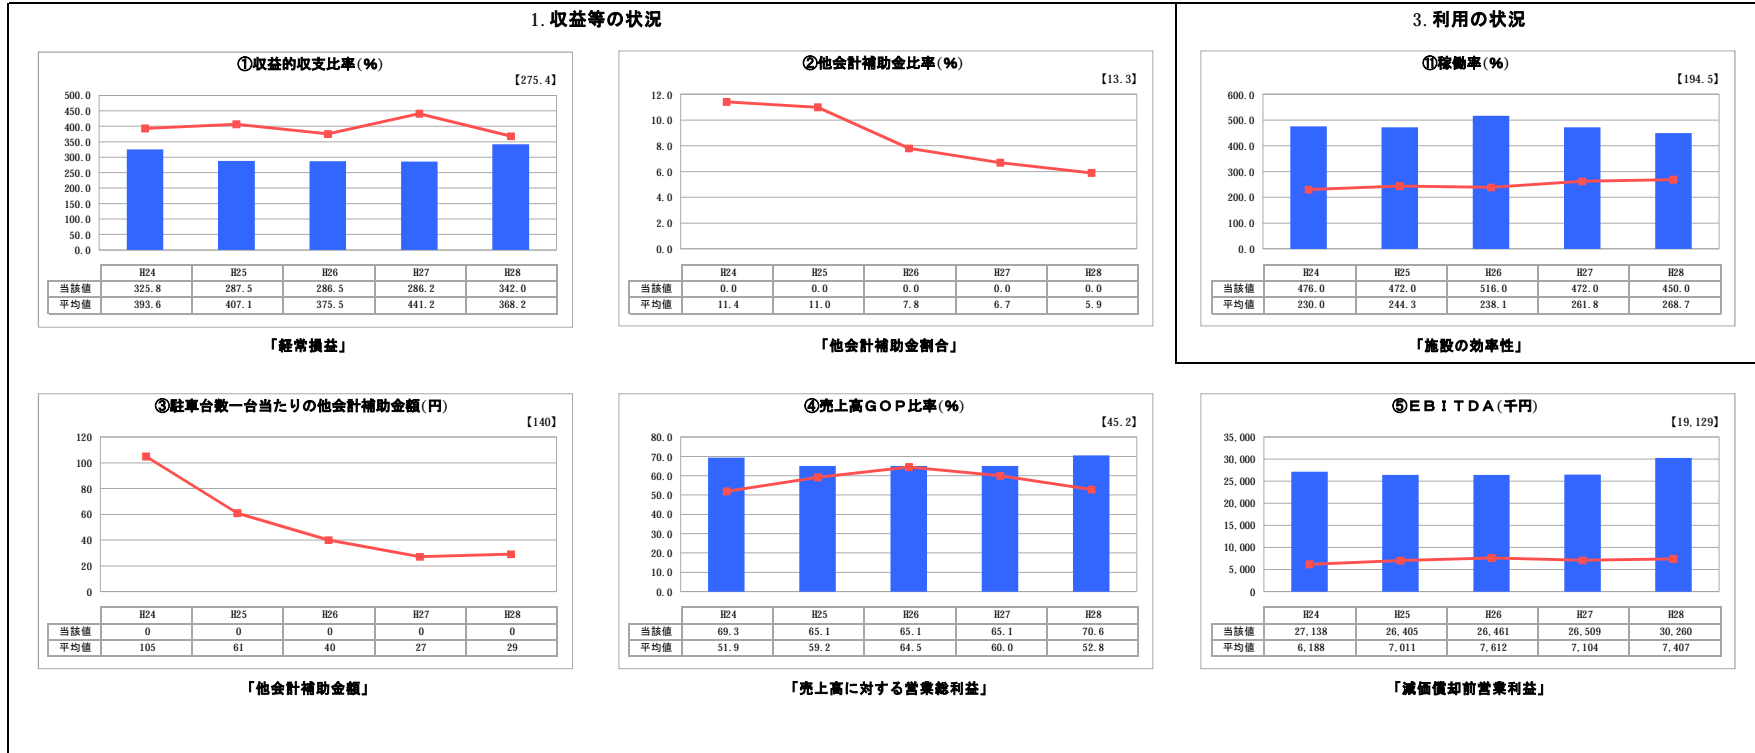 1. 収益等の状況
3. 利用の状況
①収益的収支比率(%)
【275.4】
500.0
450.0
400.0
350.0
300.0
250.0
200.0
150.0
100.0
50.0
0.0
H24 H25 H26 H27 H28
当該値 325.8 287.5 286.5 286.2 342.0
平均値 393.6 407.1 375.5 441.2 368.2
「経常損益」
②他会計補助金比率(%)
【13.3】
12.0
10.0
8.0
6.0
4.0
2.0
0.0
H24 H25 H26 H27 H28
当該値 0.0 0.0 0.0 0.0 0.0
平均値 11.4 11.0 7.8 6.7 5.9
「他会計補助金割合」
⑪稼働率(%)
【194.5】
600.0
500.0
400.0
300.0
200.0
100.0
0.0
H24 H25 H26 H27 H28
当該値 476.0 472.0 516.0 472.0 450.0
平均値 230.0 244.3 238.1 261.8 268.7
「施設の効率性」
③駐車台数一台当たりの他会計補助金額(円)
【140】
120
100
80
60
40
20
0
H24 H25 H26 H27 H28
当該値 0 0 0 0 0
平均値 105 61 40 27 29
「他会計補助金額」
④売上高GOP比率(%)
【45.2】
80.0
70.0
60.0
50.0
40.0
30.0
20.0
10.0
0.0
H24 H25 H26 H27 H28
当該値 69.3 65.1 65.1 65.1 70.6
平均値 51.9 59.2 64.5 60.0 52.8
「売上高に対する営業総利益」
⑤EBITDA(千円)
【19,129】
35,000
30,000
25,000
20,000
15,000
10,000
5,000
0
H24 H25 H26 H27 H28
当該値 27,138 26,405 26,461 26,509 30,260
平均値 6,188 7,011 7,612 7,104 7,407
「減価償却前営業利益」